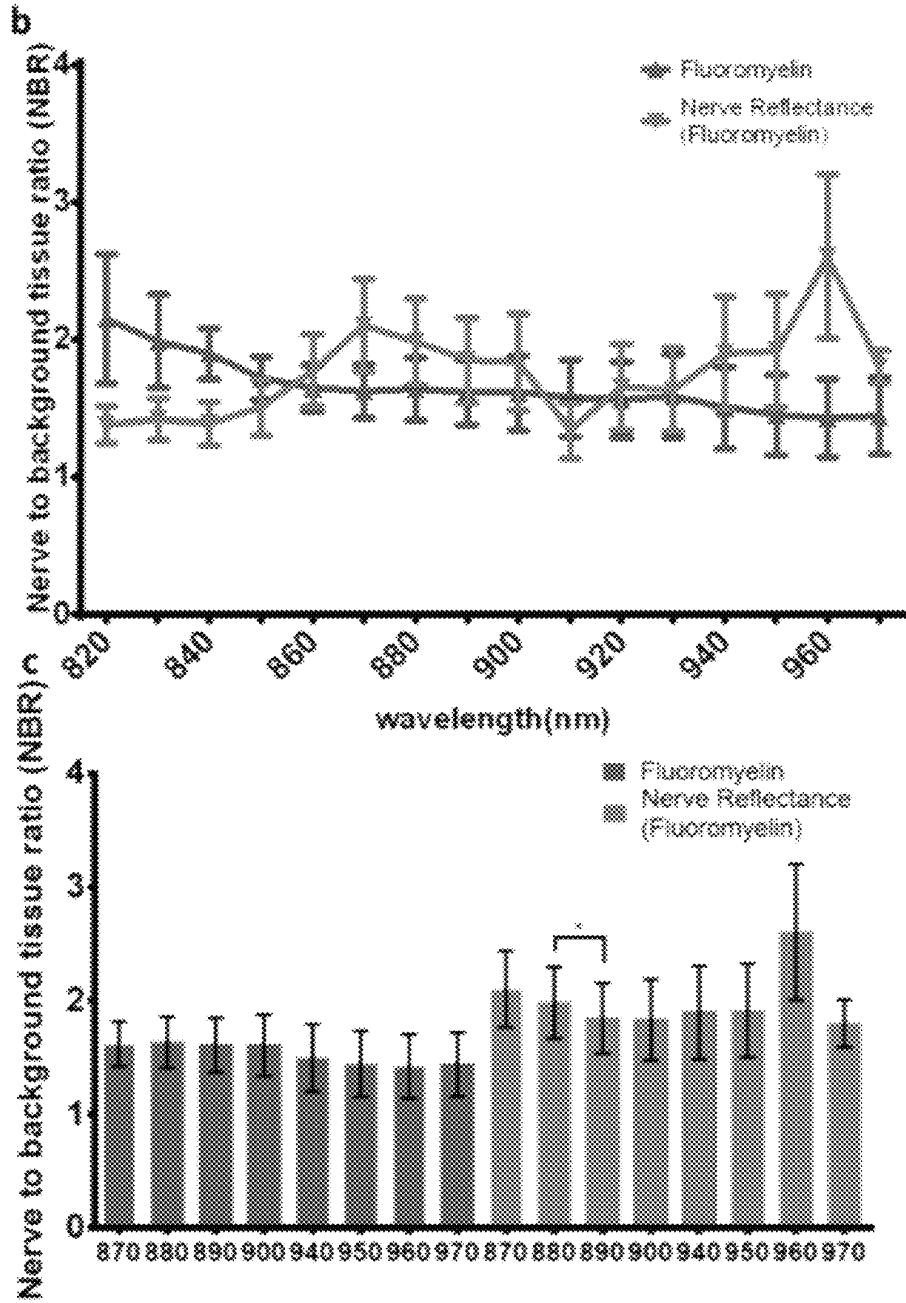 b
Nerve to background tissue ratio (NBR)
4
3
2
1
0
Fluoromyelin
Nerve Reflectance
(Fluoromyelin)
820 840 860 880 900 920 940 960
wavelength(nm)
c
Nerve to background tissue ratio (NBR)
4
3
2
1
0
Fluoromyelin
Nerve Reflectance
(Fluoromyelin)
*
870 880 890 900 940 950 960 970 870 880 890 900 940 950 960 970